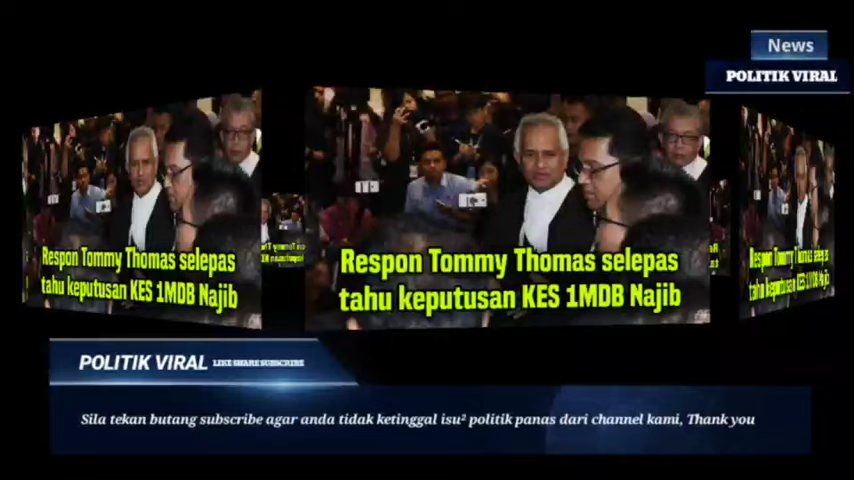 News
POLITIK VIRAL
Respon Tommy Thomas selepas
tahu keputusan KES 1MDB Najib
Respon Tommy Thomas selepas
tahu keputusan KES 1MDB Najib
Respon Tommy Thomas selepas
tahu keputusan KES 1MDB Najib
POLITIK VIRAL LIKE SHARE SUBSCRIBE
Sila tekan butang subscribe agar anda tidak ketinggal isu² politik panas dari channel kami, Thank you